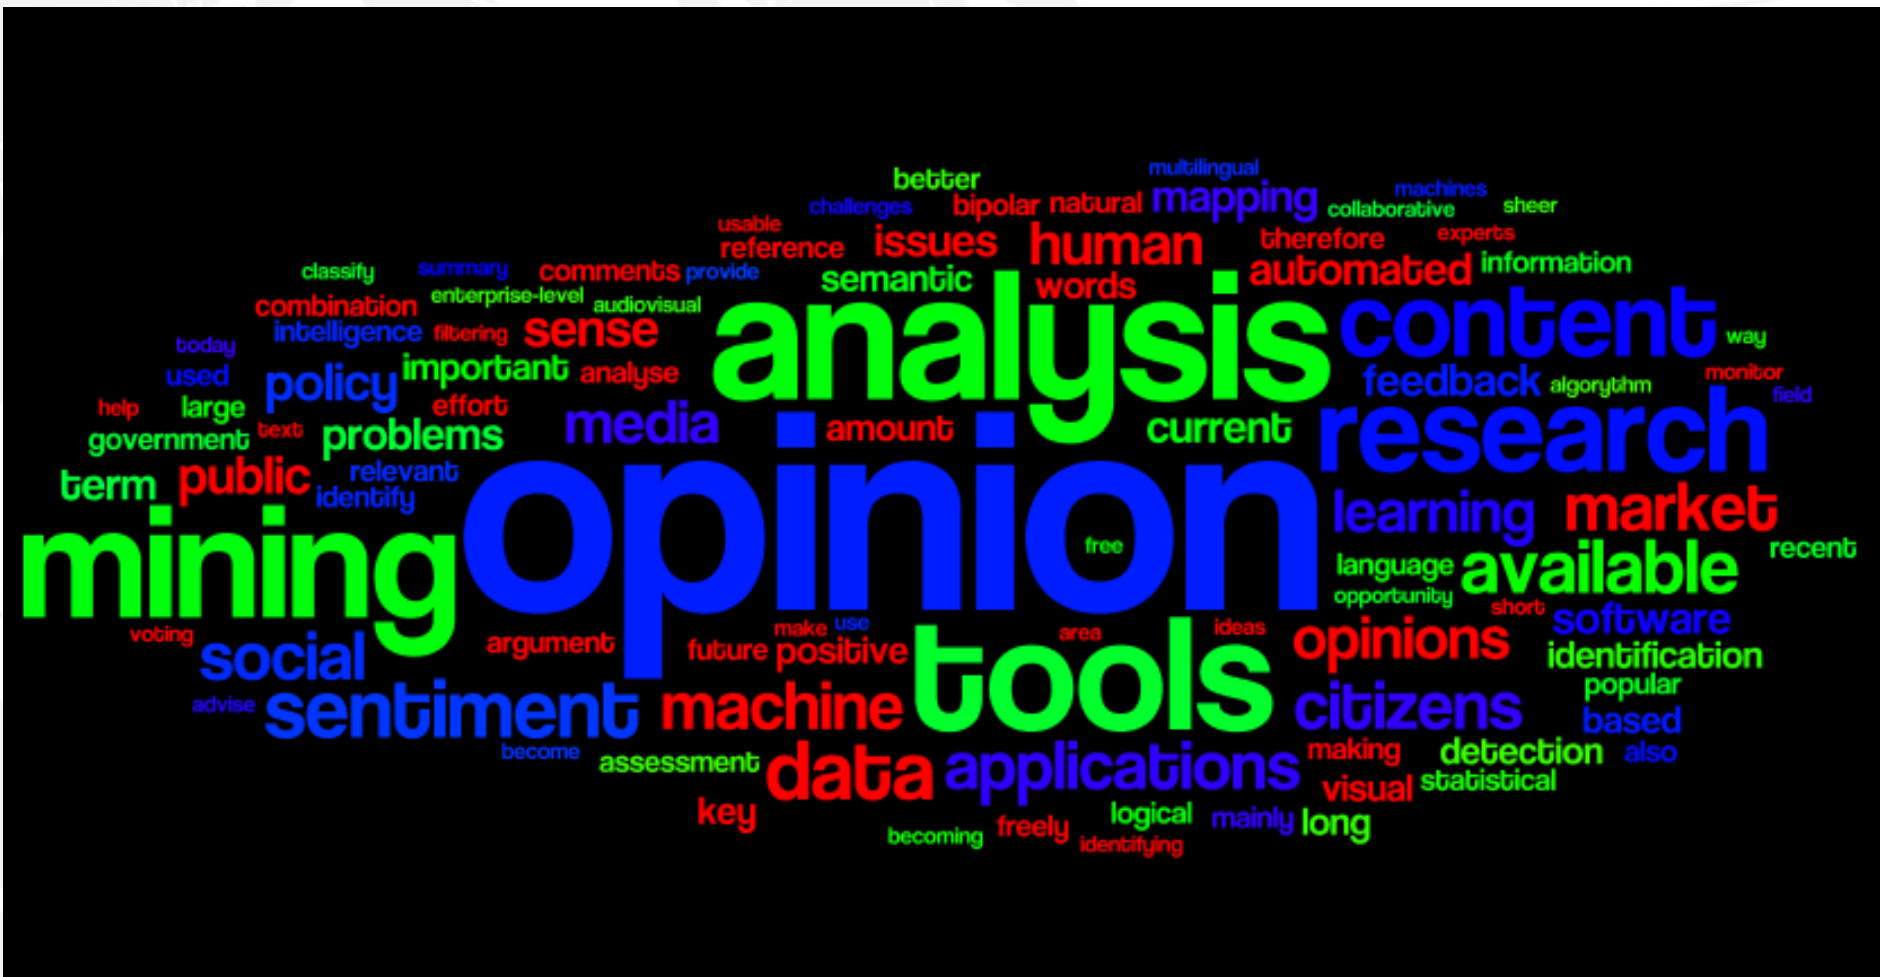 multilingual
better
machines
challenges bipolar natural mapping collaborative sheer
usable
reference issues human therefore experts
classify summary comments provide semantic words automated information
combination enterprise-level audiovisual analysis content
intelligence filtering sense way
today
used policy important analyse feedback algorythm monitor
help large effort media amount current research field
government text problems
term public relevant
identify
mining opinion learning market
free language available recent
opportunity short software
voting social argument future make use area ideas opinions
positive tools identification
popular
advise sentiment machine citizens based
become assessment data applications making detection also
visual statistical
key logical mainly long
becoming freely identifying